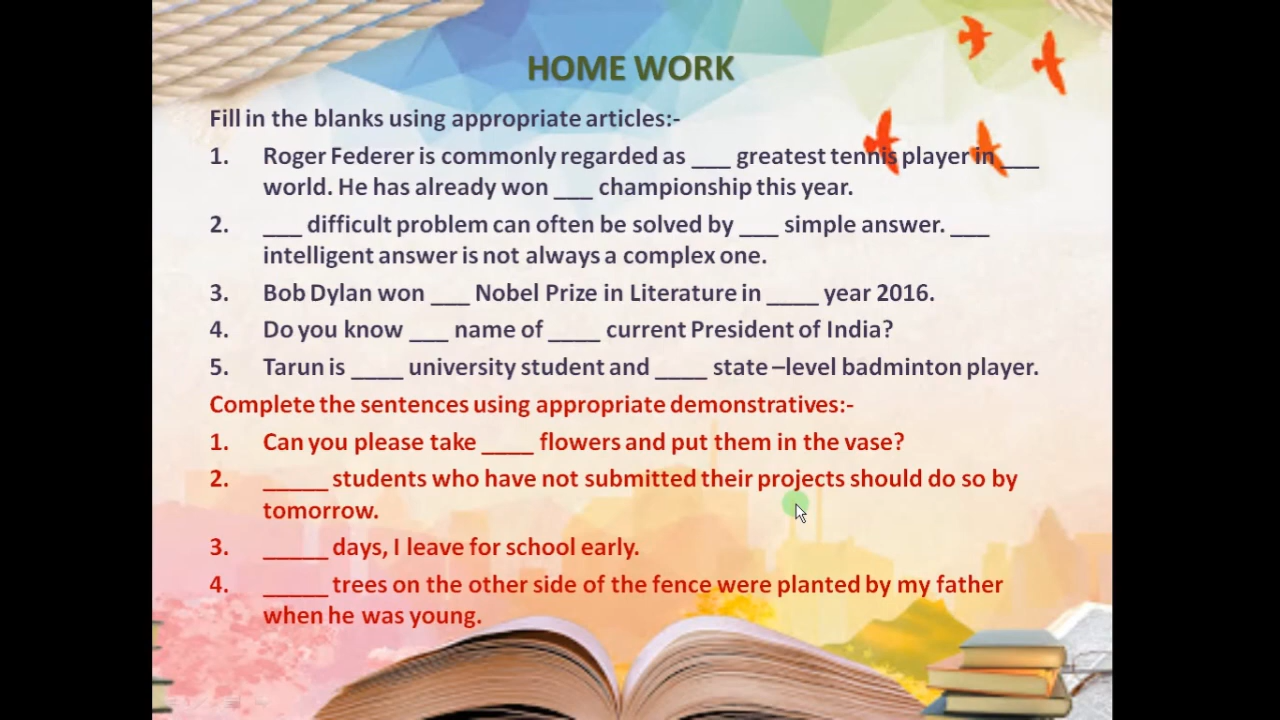 HOME WORK
Fill in the blanks using appropriate articles:-
1. Roger Federer is commonly regarded as ___ greatest tennis player in ___
world. He has already won ___ championship this year.
2. ___ difficult problem can often be solved by ___ simple answer. ___
intelligent answer is not always a complex one.
3. Bob Dylan won ___ Nobel Prize in Literature in ____ year 2016.
4. Do you know ___ name of ____ current President of India?
5. Tarun is ____ university student and ____ state –level badminton player.
Complete the sentences using appropriate demonstratives:-
1. Can you please take ____ flowers and put them in the vase?
2. _____ students who have not submitted their projects should do so by
tomorrow.
3. _____ days, I leave for school early.
4. _____ trees on the other side of the fence were planted by my father
when he was young.